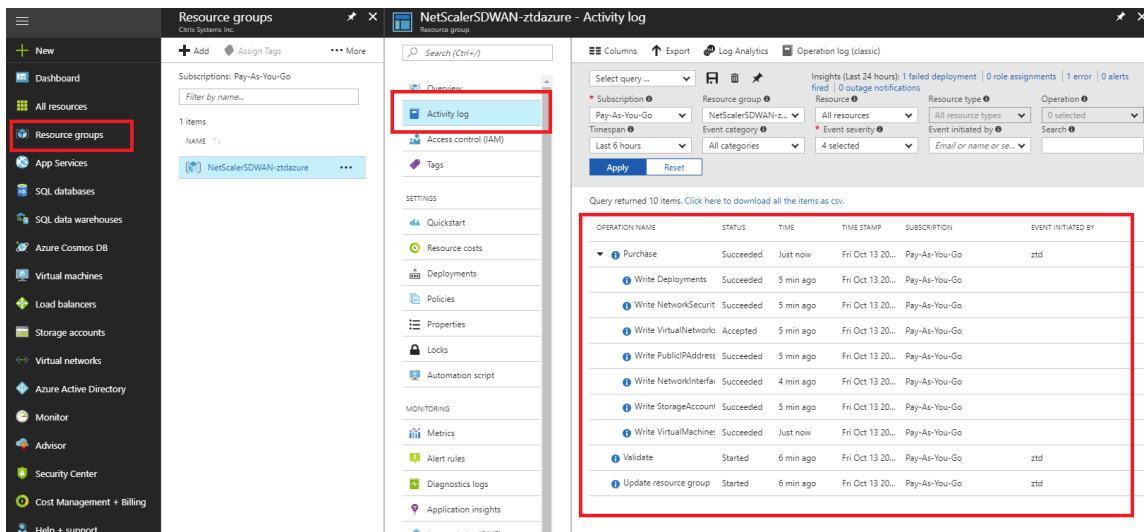 Resource groups
Citrix Systems Inc.
NetScalerSDWAN-ztdazure - Activity log
Resource group
New
Dashboard
All resources
Resource groups
App Services
SQL databases
SQL data warehouses
Azure Cosmos DB
Virtual machines
Load balancers
Storage accounts
Virtual networks
Azure Active Directory
Monitor
Advisor
Security Center
Cost Management + Billing
Help + support
Add Assign Tags ••• More
Subscriptions: Pay-As-You-Go
Filter by name...
1 items
NAME
NetScalerSDWAN-ztdazure •••
Search (Ctrl+/)
Overview
Activity log
Access control (IAM)
Tags
SETTINGS
Quickstart
Resource costs
Deployments
Policies
Properties
Locks
Automation script
MONITORING
Metrics
Alert rules
Diagnostics logs
Application insights
Columns Export Log Analytics Operation log (classic)
Select query ...
Insights (Last 24 hours): 1 failed deployment | 0 role assignments | 1 error | 0 alerts
fired | 0 outage notifications
* Subscription Resource group Resource Resource type Operation
Pay-As-You-Go NetScalerSDWAN-z... All resources All resource types 0 selected
Timespan Event category * Event severity Event initiated by Search
Last 6 hours All categories 4 selected Email or name or se...
Apply Reset
Query returned 10 items. Click here to download all the items as csv.
OPERATION NAME STATUS TIME TIME STAMP SUBSCRIPTION EVENT INITIATED BY
Purchase Succeeded Just now Fri Oct 13 20... Pay-As-You-Go ztd
Write Deployments Succeeded 5 min ago Fri Oct 13 20... Pay-As-You-Go
Write NetworkSecurit Succeeded 5 min ago Fri Oct 13 20... Pay-As-You-Go
Write VirtualNetworks Accepted 5 min ago Fri Oct 13 20... Pay-As-You-Go
Write PublicIPAddress Succeeded 5 min ago Fri Oct 13 20... Pay-As-You-Go
Write NetworkInterfac Succeeded 4 min ago Fri Oct 13 20... Pay-As-You-Go
Write StorageAccount Succeeded 5 min ago Fri Oct 13 20... Pay-As-You-Go
Write VirtualMachines Succeeded Just now Fri Oct 13 20... Pay-As-You-Go
Validate Started 6 min ago Fri Oct 13 20... Pay-As-You-Go ztd
Update resource group Started 6 min ago Fri Oct 13 20... Pay-As-You-Go ztd